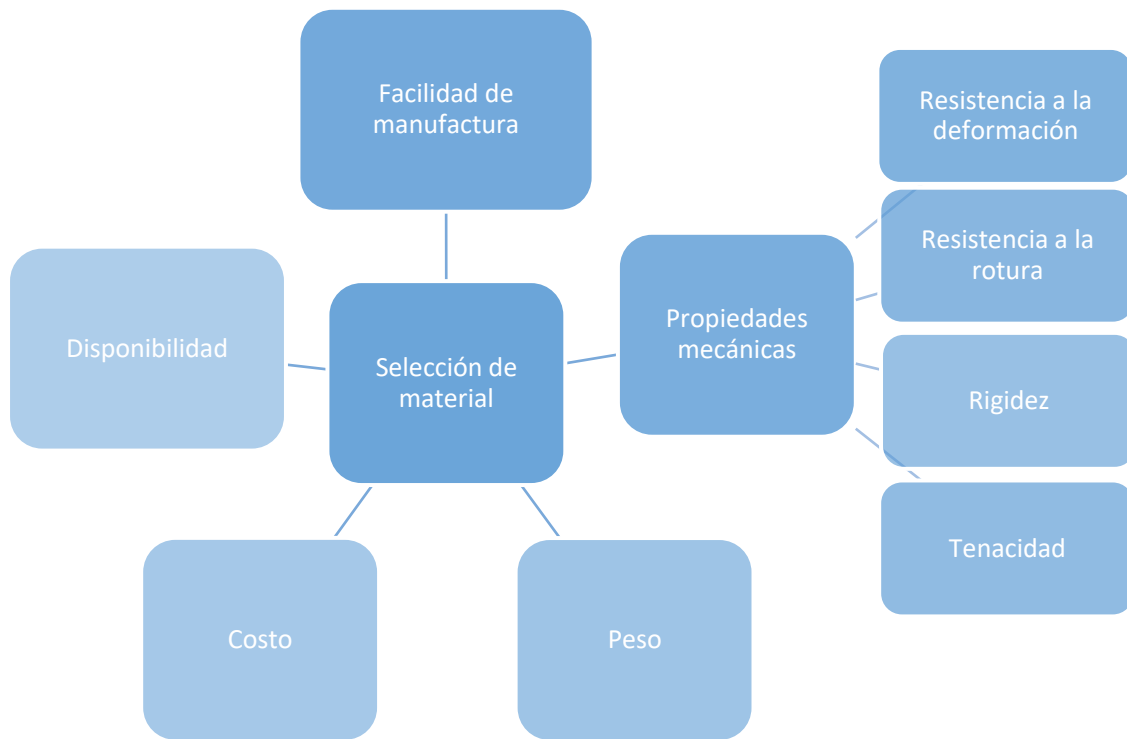 Facilidad de
manufactura
Resistencia a la
deformación
Resistencia a la
rotura
Propiedades
mecánicas
Disponibilidad
Selección de
material
Rigidez
Tenacidad
Costo
Peso